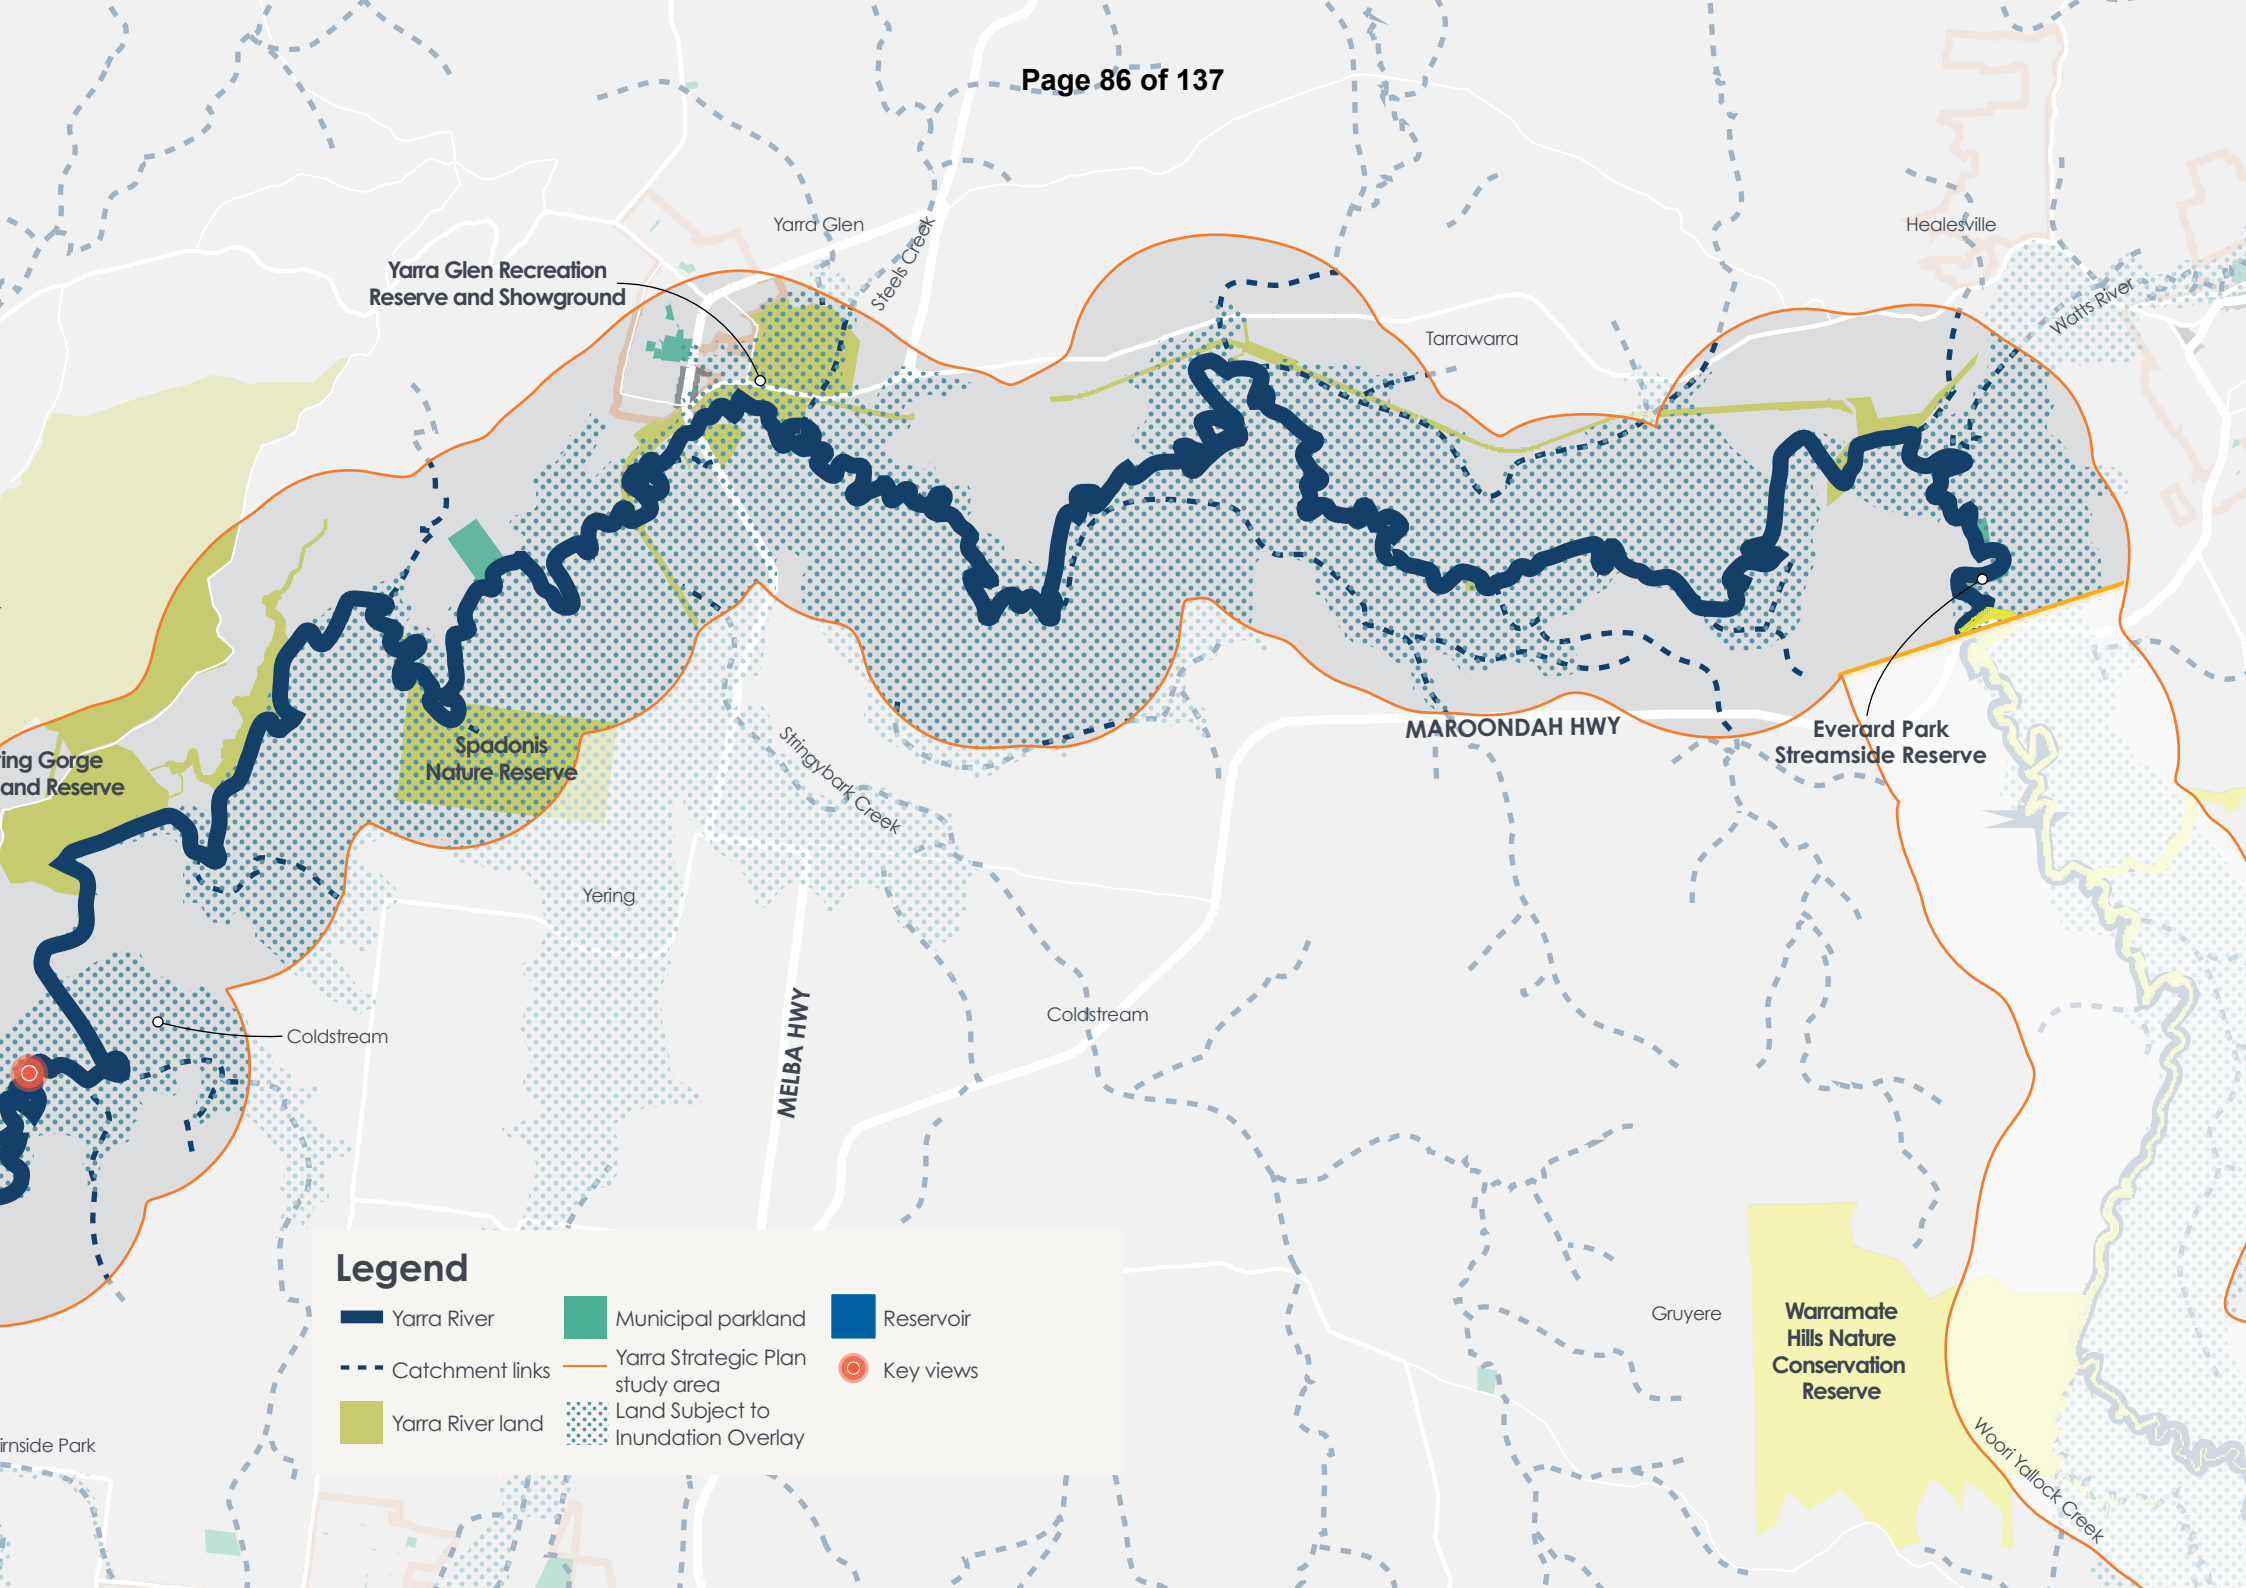 Page 86 of 137
Yarra Glen
Steels Creek
Healesville
Yarra Glen Recreation
Reserve and Showground
Watts River
Tarrawarra
MAROONDAH HWY
Everard Park
Streamside Reserve
Spadonis
Nature Reserve
ring Gorge
and Reserve
Stringybark Creek
Yering
Coldstream
MELBA HWY
Coldstream
Legend
Yarra River
Municipal parkland
Reservoir
Catchment links
Yarra Strategic Plan
study area
Key views
Yarra River land
Land Subject to
Inundation Overlay
Gruyere
Warramate
Hills Nature
Conservation
Reserve
Woori Yallock Creek
irnside Park